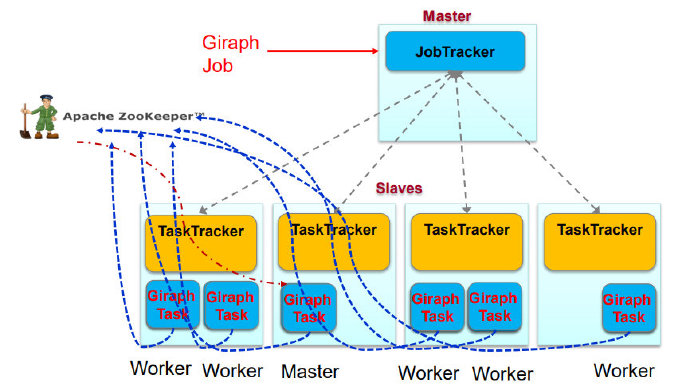 Master
Giraph
Job
JobTracker
Apache ZooKeeper™
Slaves
TaskTracker
TaskTracker
TaskTracker
TaskTracker
Giraph
Task
Giraph
Task
Giraph
Task
Giraph
Task
Giraph
Task
Giraph
Task
Worker
Worker
Master
Worker
Worker
Worker